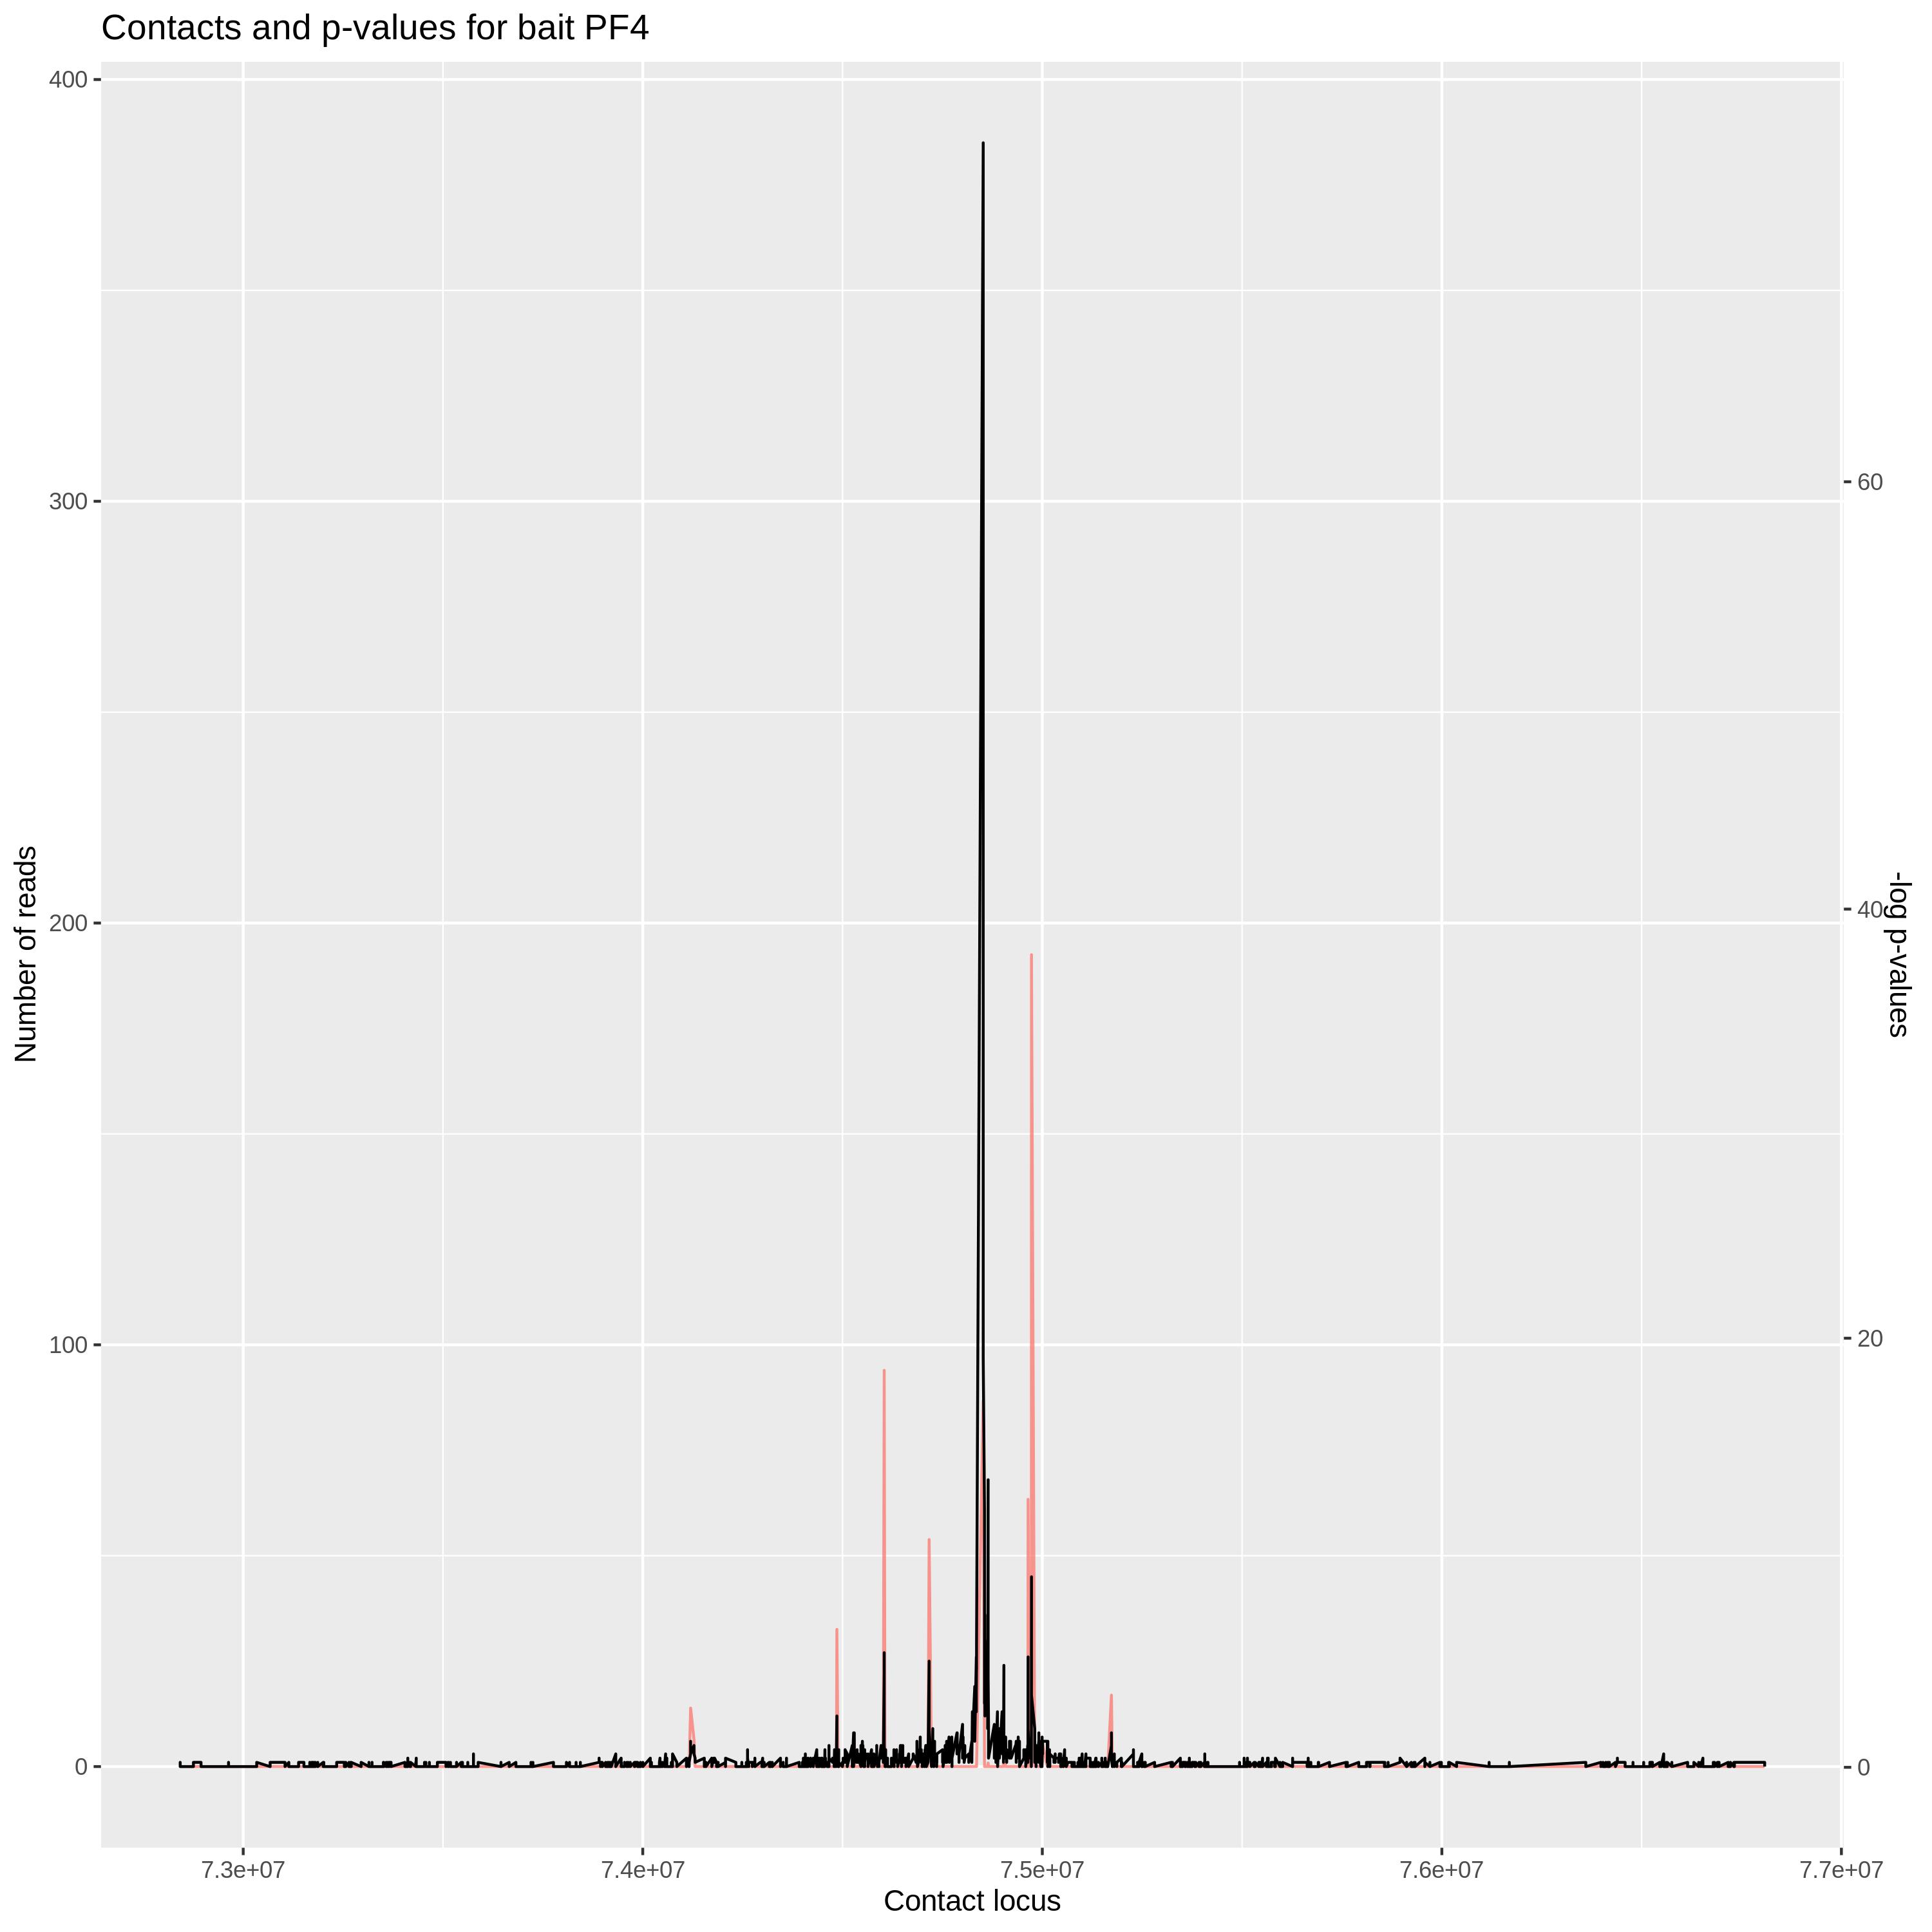 Contacts and p-values for bait PF4
400
300
200
100
0
Number of reads
60
40
20
0
-log p-values
7.3e+07 7.4e+07 7.5e+07 7.6e+07 7.7e+07
Contact locus